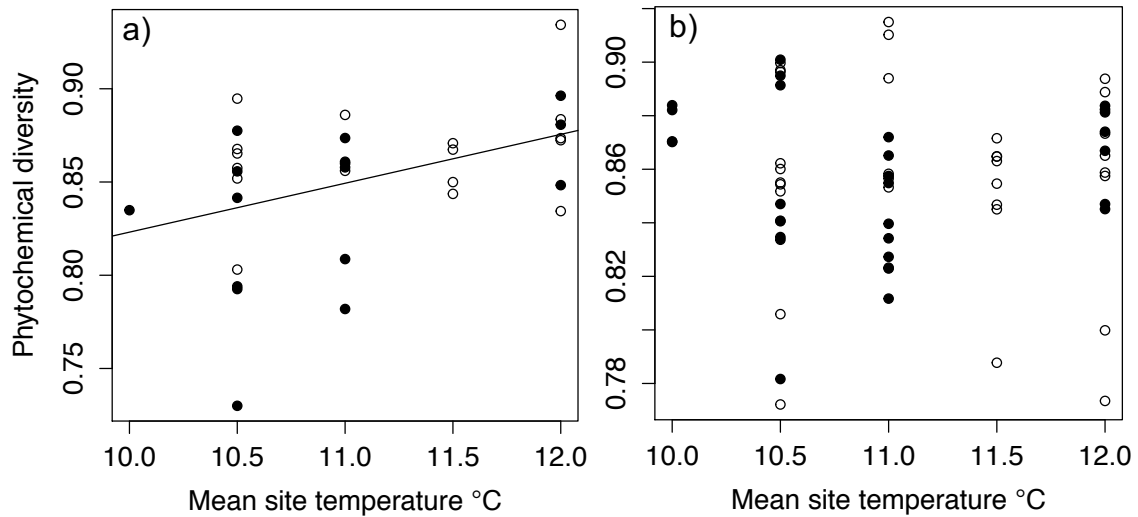 a)
Phytochemical diversity
0.90
0.85
0.80
0.75
10.0 10.5 11.0 11.5 12.0
Mean site temperature °C
b)
0.90
0.86
0.82
0.78
10.0 10.5 11.0 11.5 12.0
Mean site temperature °C